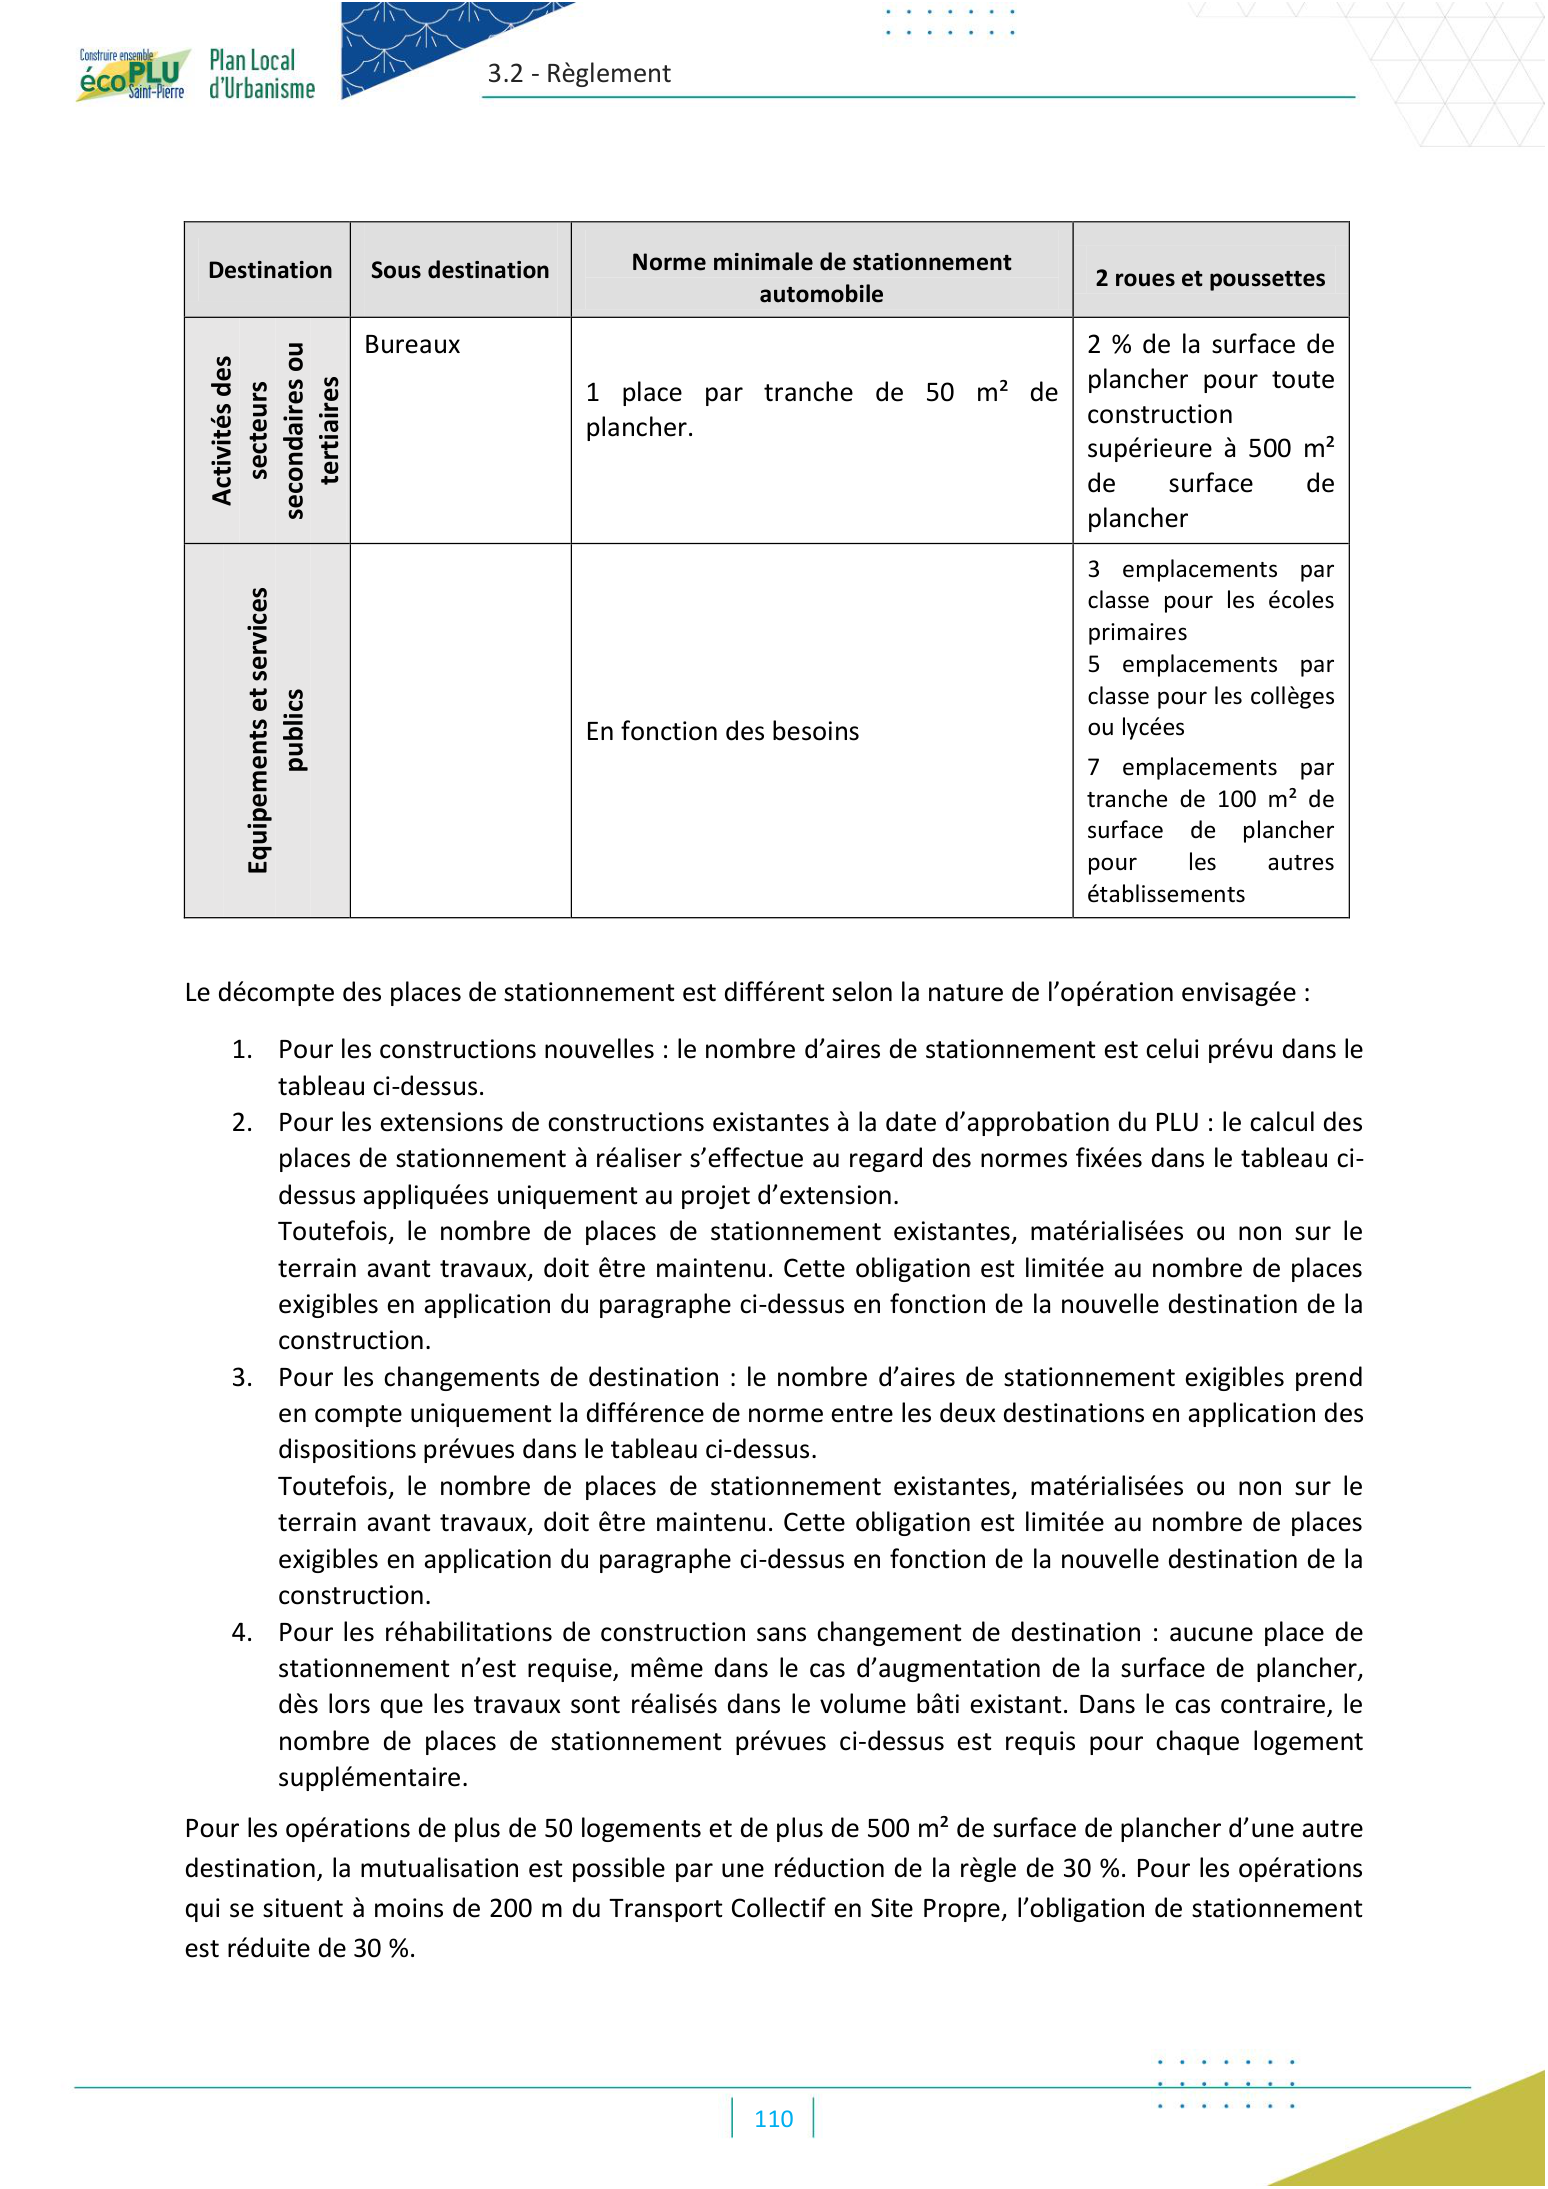 Construire ensemble
écoPLU
Saint-Pierre
Plan Local
d’Urbanisme
3.2 - Règlement
Destination
Sous destination
Norme minimale de stationnement
automobile
2 roues et poussettes
Activités des
secteurs
secondaires ou
tertiaires
Bureaux
1 place par tranche de 50 m² de
plancher.
2 % de la surface de
plancher pour toute
construction
supérieure à 500 m²
de surface de
plancher
Equipements et services
publics
En fonction des besoins
3 emplacements par
classe pour les écoles
primaires
5 emplacements par
classe pour les collèges
ou lycées
7 emplacements par
tranche de 100 m² de
surface de plancher
pour les autres
établissements
Le décompte des places de stationnement est différent selon la nature de l’opération envisagée :
1. Pour les constructions nouvelles : le nombre d’aires de stationnement est celui prévu dans le
tableau ci-dessus.
2. Pour les extensions de constructions existantes à la date d’approbation du PLU : le calcul des
places de stationnement à réaliser s’effectue au regard des normes fixées dans le tableau ci-
dessus appliquées uniquement au projet d’extension.
Toutefois, le nombre de places de stationnement existantes, matérialisées ou non sur le
terrain avant travaux, doit être maintenu. Cette obligation est limitée au nombre de places
exigibles en application du paragraphe ci-dessus en fonction de la nouvelle destination de la
construction.
3. Pour les changements de destination : le nombre d’aires de stationnement exigibles prend
en compte uniquement la différence de norme entre les deux destinations en application des
dispositions prévues dans le tableau ci-dessus.
Toutefois, le nombre de places de stationnement existantes, matérialisées ou non sur le
terrain avant travaux, doit être maintenu. Cette obligation est limitée au nombre de places
exigibles en application du paragraphe ci-dessus en fonction de la nouvelle destination de la
construction.
4. Pour les réhabilitations de construction sans changement de destination : aucune place de
stationnement n’est requise, même dans le cas d’augmentation de la surface de plancher,
dès lors que les travaux sont réalisés dans le volume bâti existant. Dans le cas contraire, le
nombre de places de stationnement prévues ci-dessus est requis pour chaque logement
supplémentaire.
Pour les opérations de plus de 50 logements et de plus de 500 m² de surface de plancher d’une autre
destination, la mutualisation est possible par une réduction de la règle de 30 %. Pour les opérations
qui se situent à moins de 200 m du Transport Collectif en Site Propre, l’obligation de stationnement
est réduite de 30 %.
110